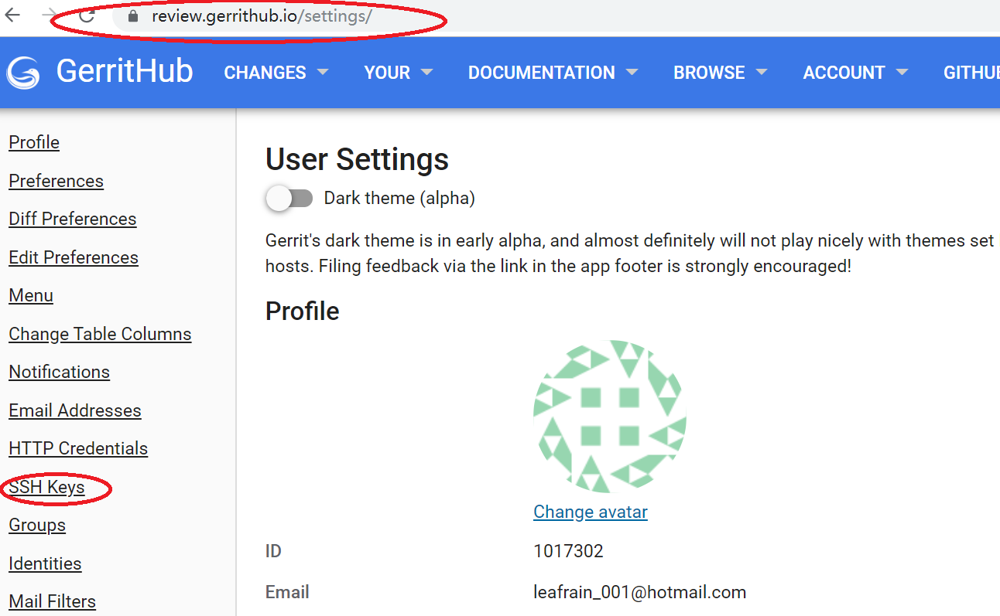 review.gerrithub.io/settings/
GerritHub CHANGES YOUR DOCUMENTATION BROWSE ACCOUNT
Profile
Preferences
Diff Preferences
Edit Preferences
Menu
Change Table Columns
Notifications
Email Addresses
HTTP Credentials
SSH Keys
Groups
Identities
Mail Filters
User Settings
Dark theme (alpha)
Gerrit's dark theme is in early alpha, and almost definitely will not play nicely with themes set
hosts. Filing feedback via the link in the app footer is strongly encouraged!
Profile
Change avatar
ID 1017302
Email leafrain_001@hotmail.com